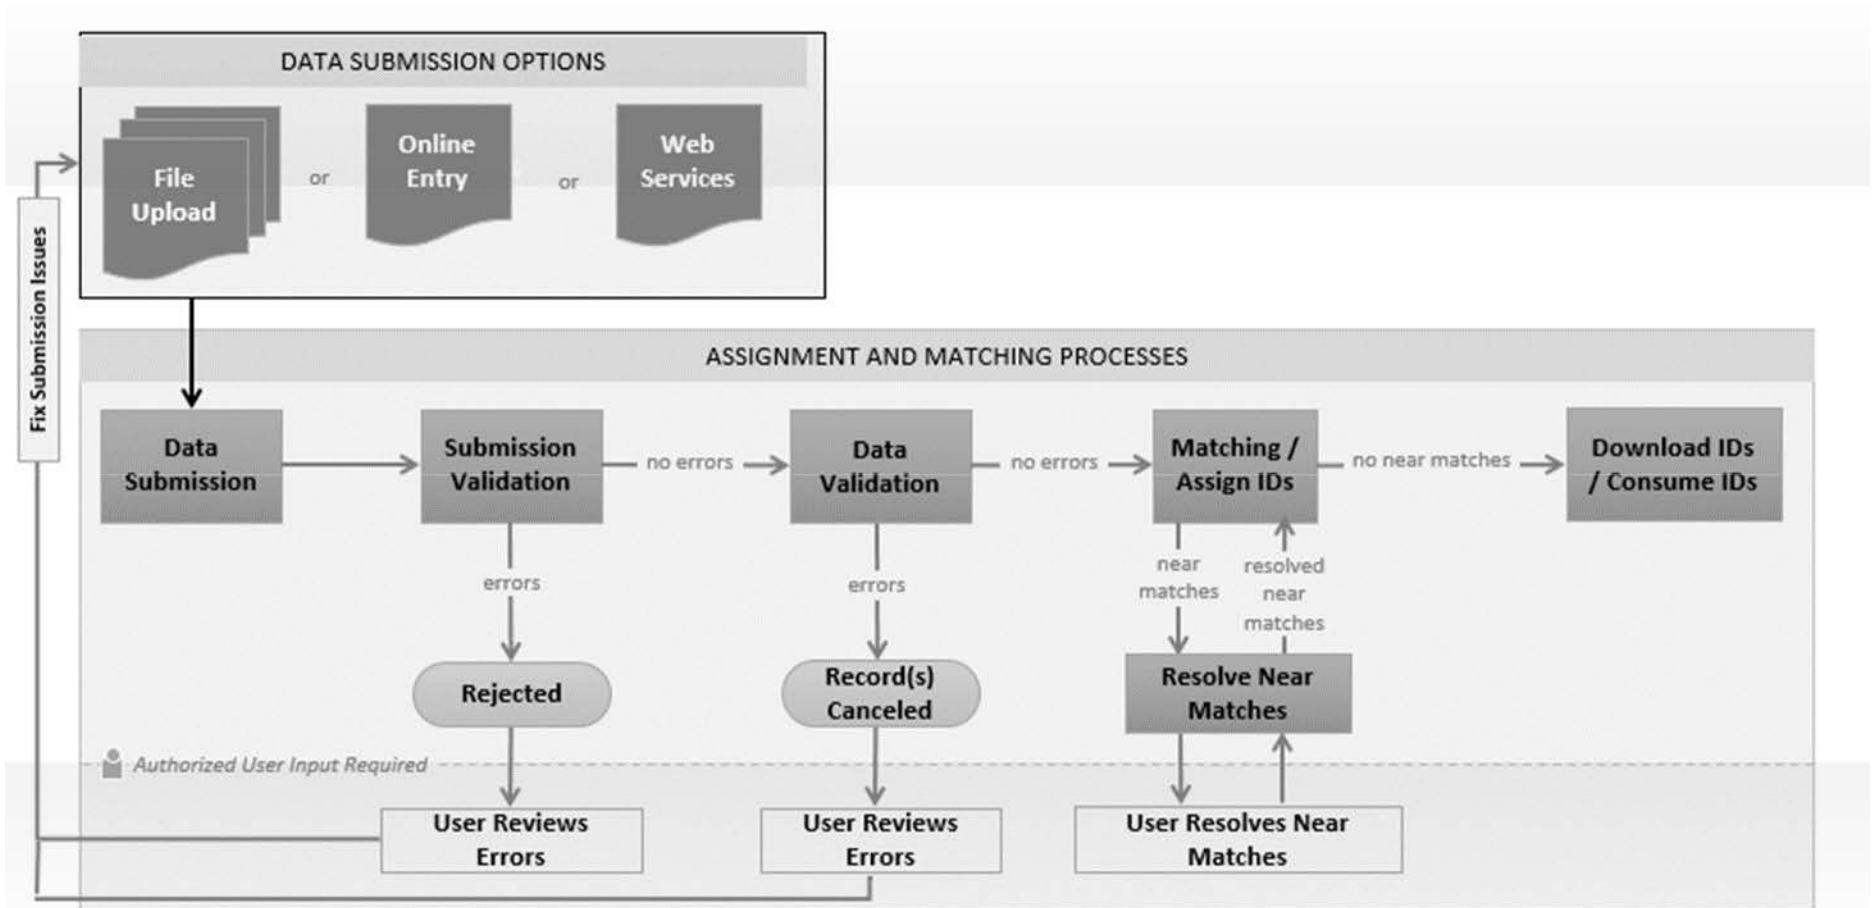 DATA SUBMISSION OPTIONS
File
Upload
or
Online
Entry
or
Web
Services
Fix Submission Issues
ASSIGNMENT AND MATCHING PROCESSES
Data
Submission
Submission
Validation
no errors
Data
Validation
no errors
Matching /
Assign IDs
no near matches
Download IDs
/ Consume IDs
errors
errors
near
matches
resolved
near
matches
Rejected
Record(s)
Canceled
Resolve Near
Matches
Authorized User Input Required
User Reviews
Errors
User Reviews
Errors
User Resolves Near
Matches